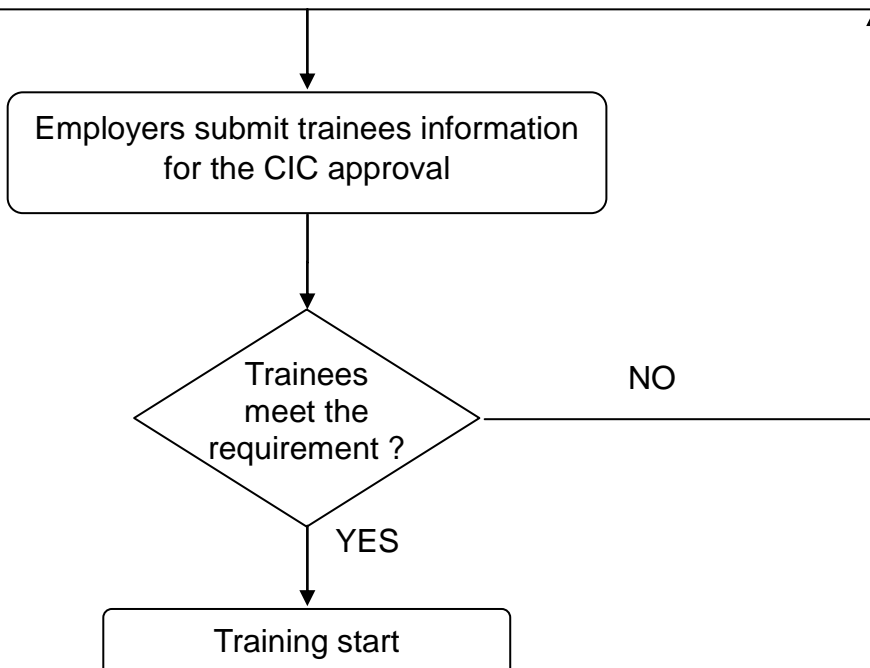 Employers submit trainees information
for the CIC approval
Trainees
meet the
requirement ?
NO
YES
Training start